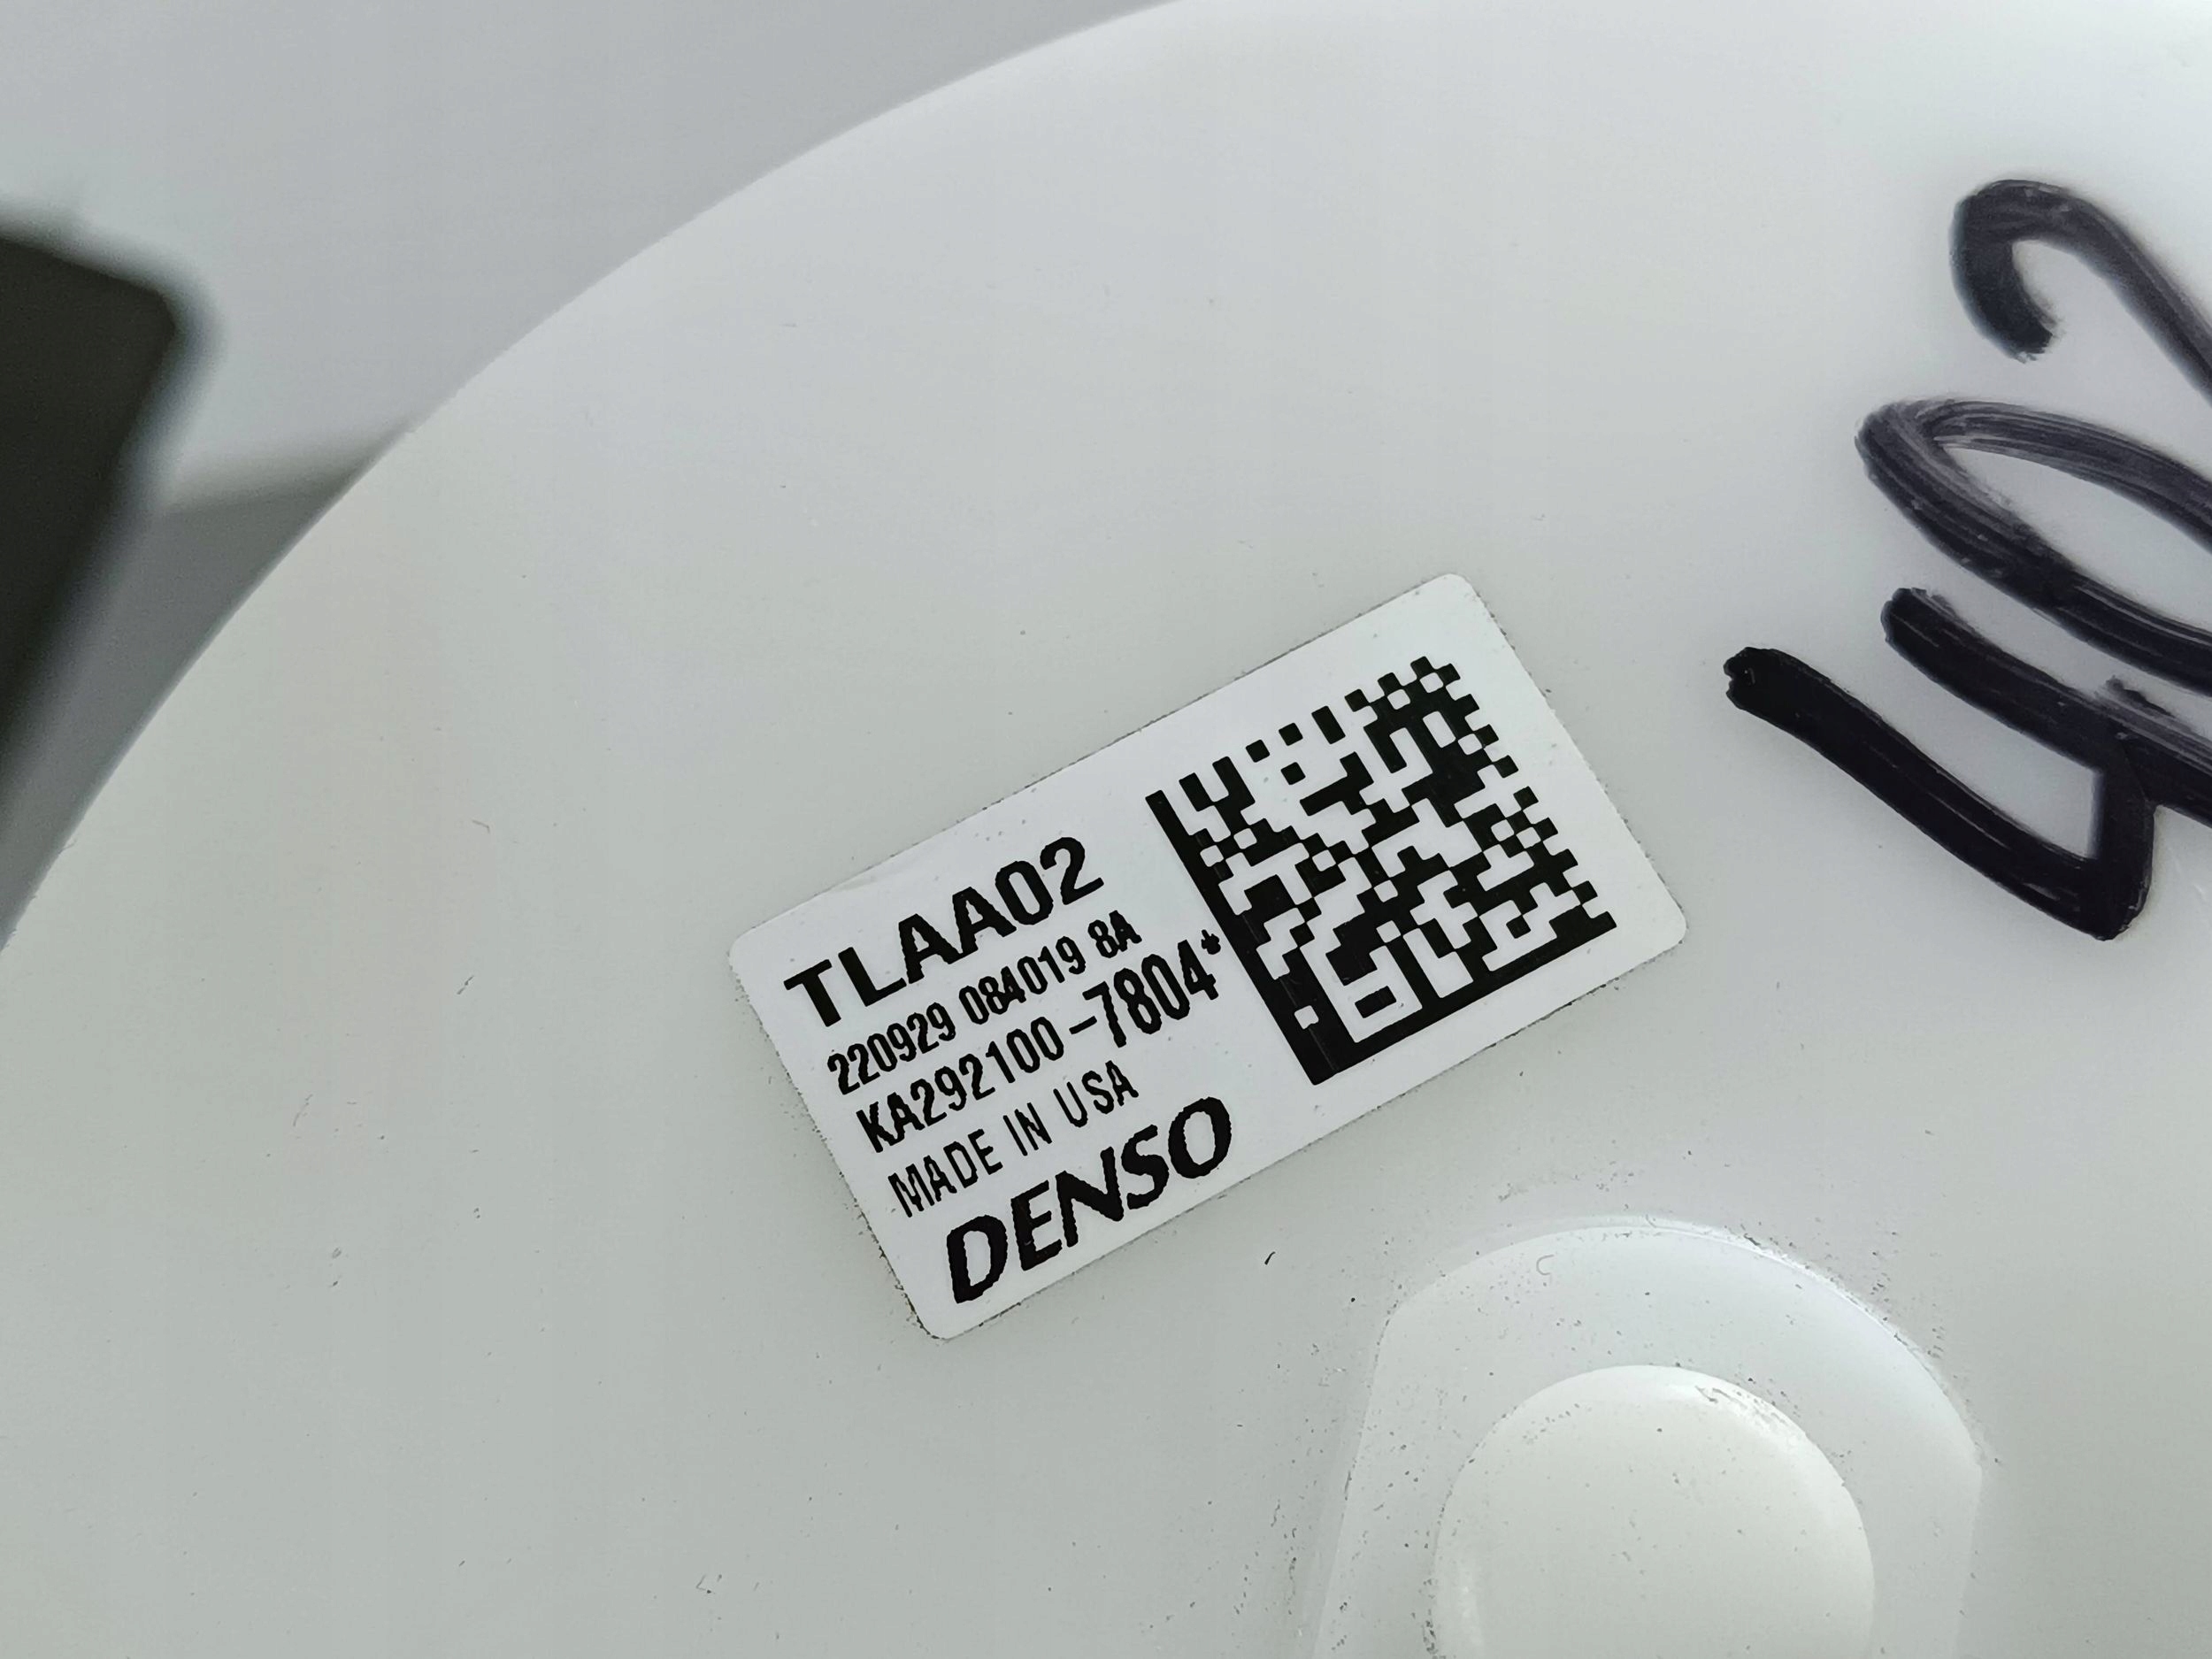 TLAA02
220929 084019 8A
KA292100-7804*
MADE IN USA
DENSO